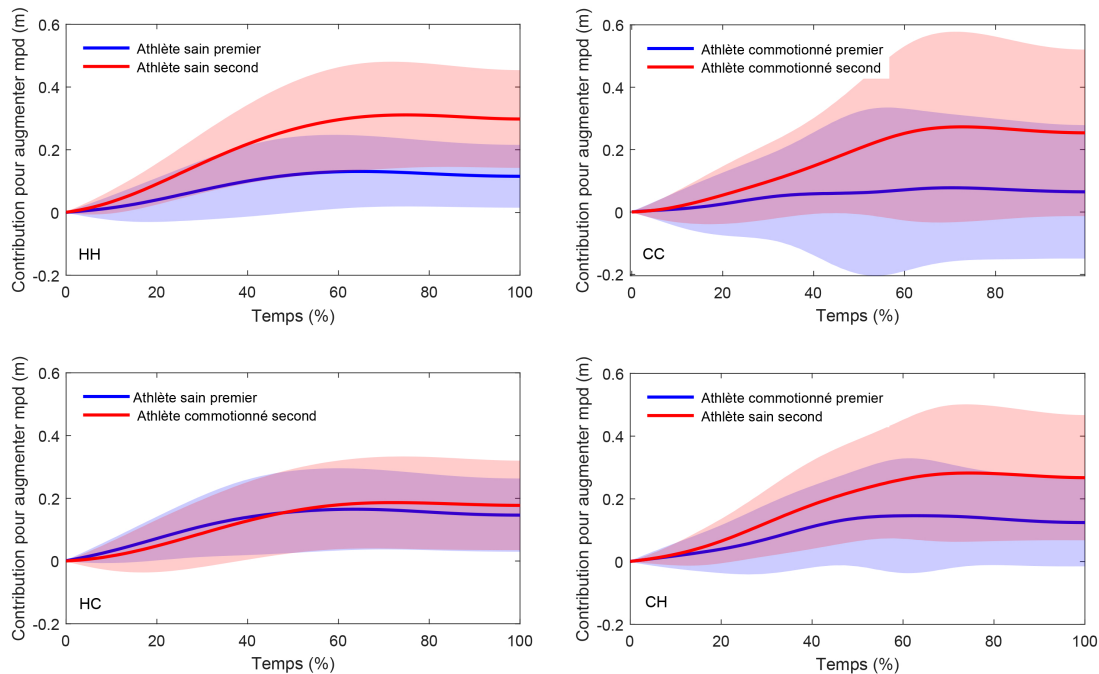 Contribution pour augmenter mpd (m)
0.6
0.4
0.2
0
-0.2
Athlète sain premier
Athlète sain second
HH
0
20
40
60
80
100
Temps (%)
Contribution pour augmenter mpd (m)
0.6
0.4
0.2
0
-0.2
Athlète commotionné premier
Athlète commotionné second
CC
0
20
40
60
80
Temps (%)
Contribution pour augmenter mpd (m)
0.6
0.4
0.2
0
-0.2
Athlète sain premier
Athlète commotionné second
HC
0
20
40
60
80
100
Temps (%)
Contribution pour augmenter mpd (m)
0.6
0.4
0.2
0
-0.2
Athlète commotionné premier
Athlète sain second
CH
0
20
40
60
80
100
Temps (%)